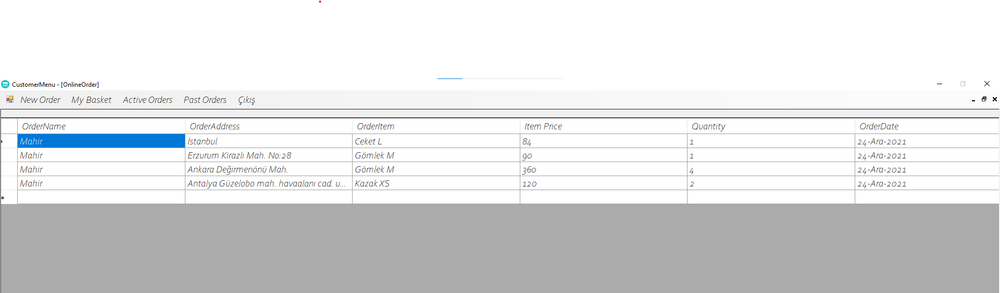 CustomerMenu - [OnlineOrder]
New Order My Basket Active Orders Past Orders Çıkış
OrderName OrderAddress OrderItem Item Price Quantity OrderDate
Mahir İstanbul Ceket L 84 1 24-Ara-2021
Mahir Erzurum Kirazlı Mah. No:28 Gömlek M 90 1 24-Ara-2021
Mahir Ankara Değirmenönü Mah. Gömlek M 360 4 24-Ara-2021
Mahir Antalya Güzelobo mah. havaalanı cad. u... Kazak XS 120 2 24-Ara-2021